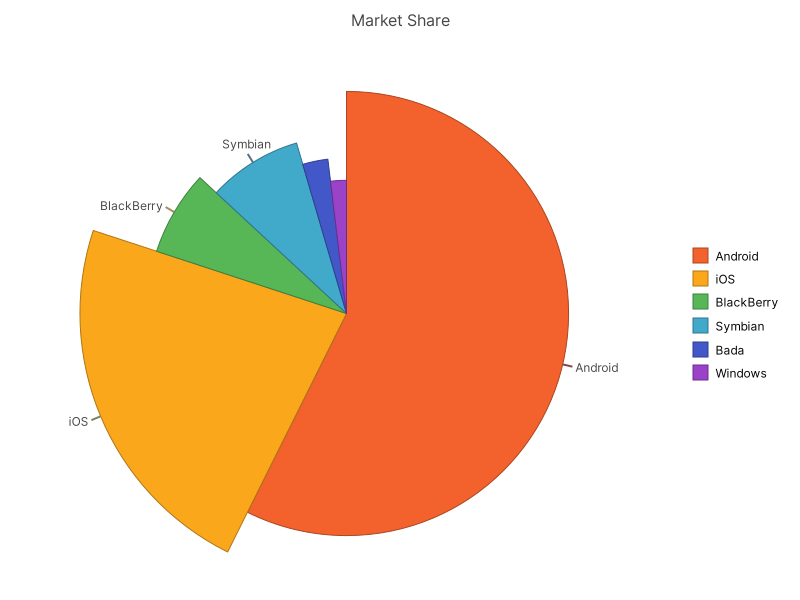 Market Share
Symbian
BlackBerry
Android
iOS
Android
iOS
BlackBerry
Symbian
Bada
Windows